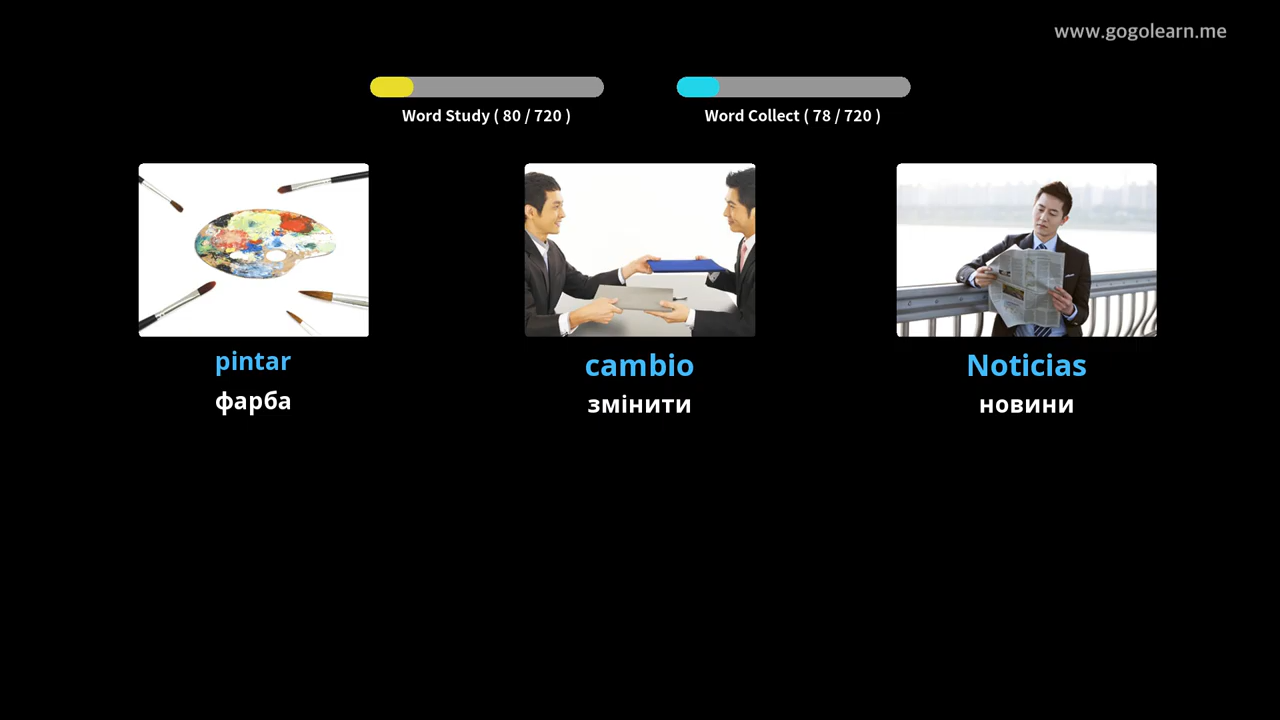 www.gogolearn.me
Word Study ( 80 / 720 )
Word Collect ( 78 / 720 )
pintar
фарба
cambio
змінити
Noticias
новини